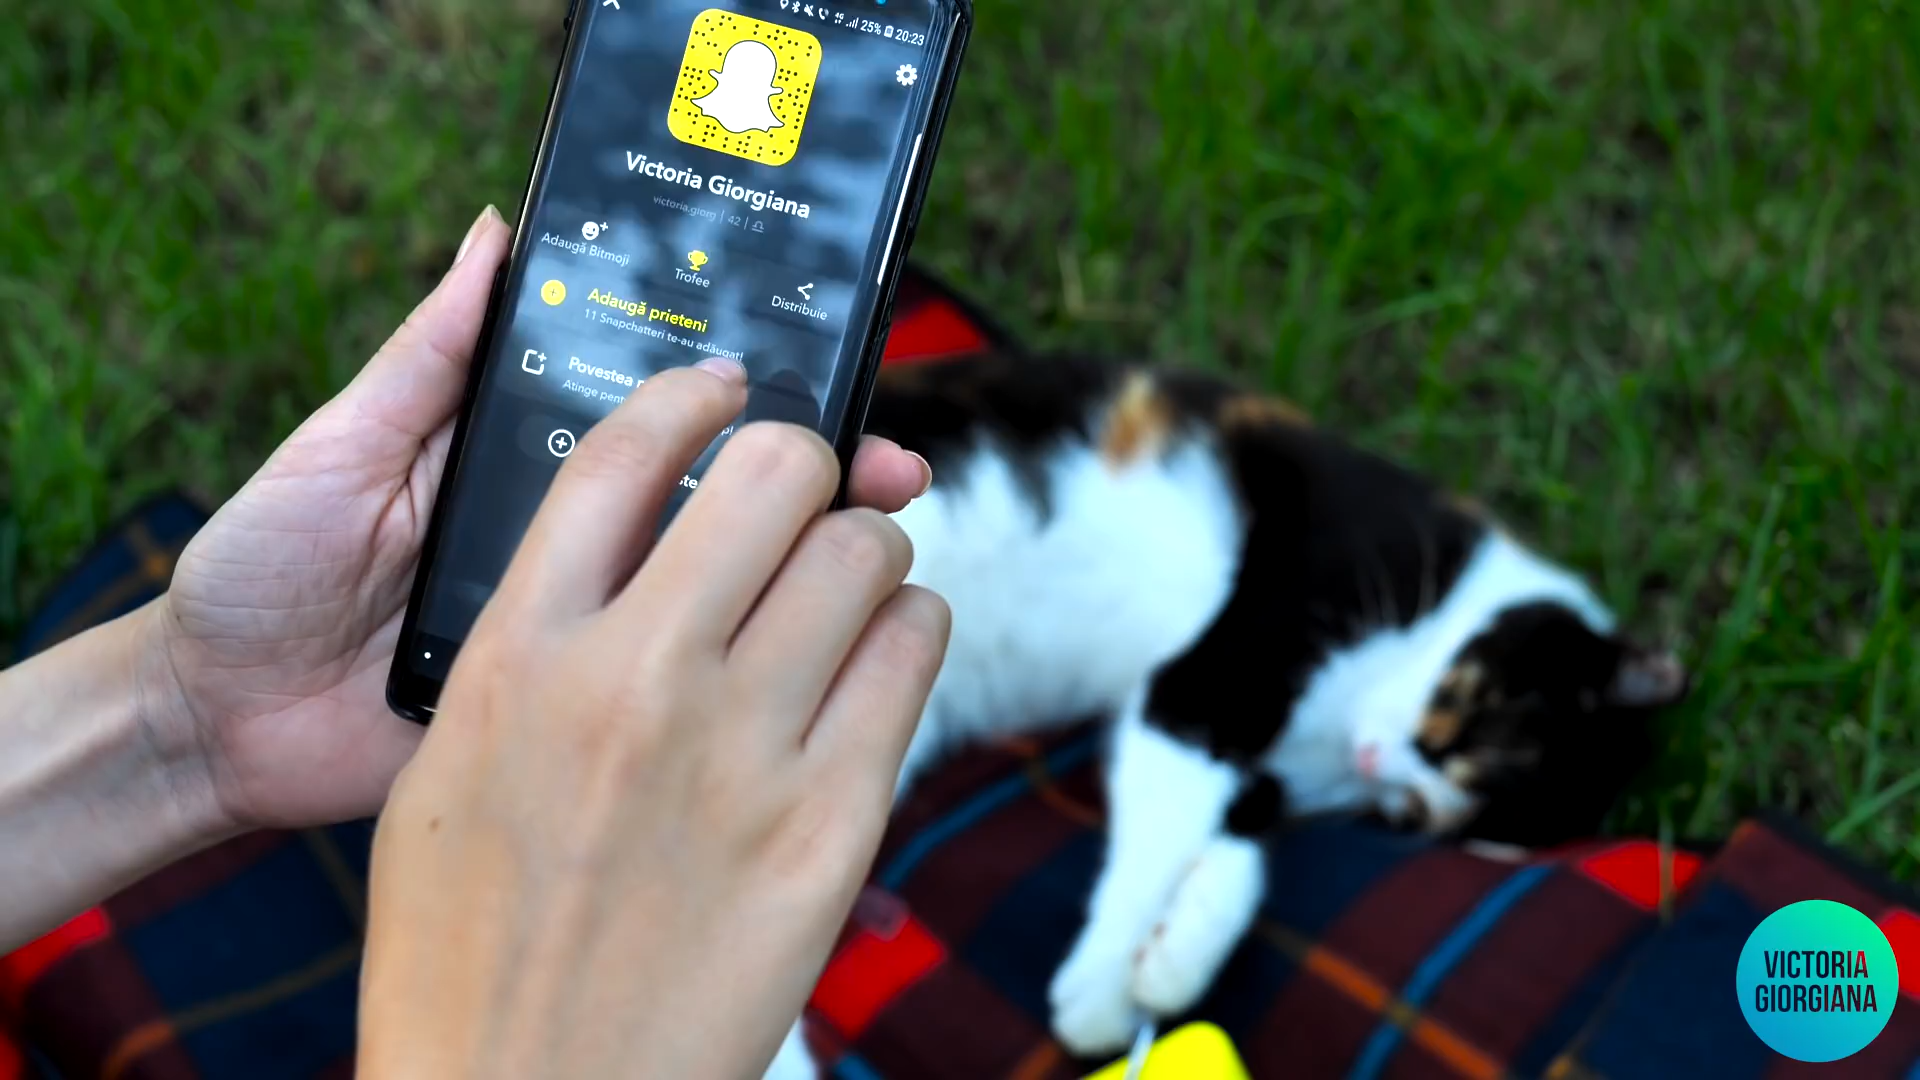 25% 20:23
Victoria Giorgiana
victoria.giorg | 42 | ♎
Adaugă Bitmoji
Trofee
Distribuie
Adaugă prieteni
11 Snapchatteri te-au adăugat!
Povestea
Atinge
VICTORIA
GIORGIANA